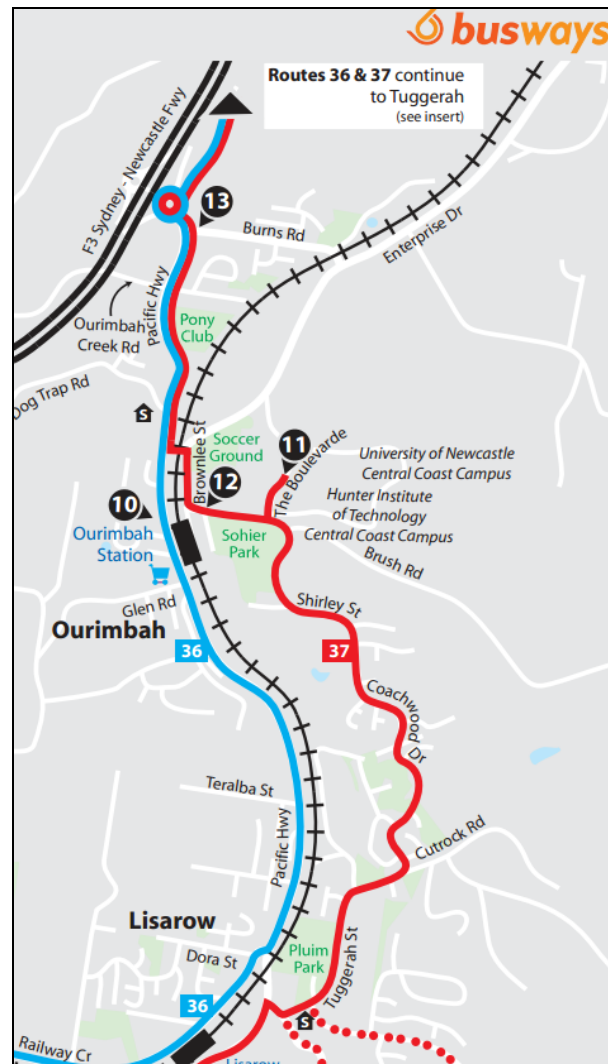 busways
Routes 36 & 37 continue
to Tuggerah
(see insert)
F3 Sydney - Newcastle Fwy
13
Burns Rd
Enterprise Dr
Pacific Hwy
Ourimbah
Creek Rd
Pony
Club
Dog Trap Rd
S
Brownlee St
Soccer
Ground
11
The Boulevarde
University of Newcastle
Central Coast Campus
12
10
Hunter Institute
of Technology
Central Coast Campus
Ourimbah
Station
Sohier
Park
Brush Rd
Glen Rd
Shirley St
Ourimbah
36
37
Coachwood Dr
Teralba St
Pacific Hwy
Cutrock Rd
Lisarow
Dora St
Pluim
Park
Tuggerah St
36
S
Railway Cr
Lisarow